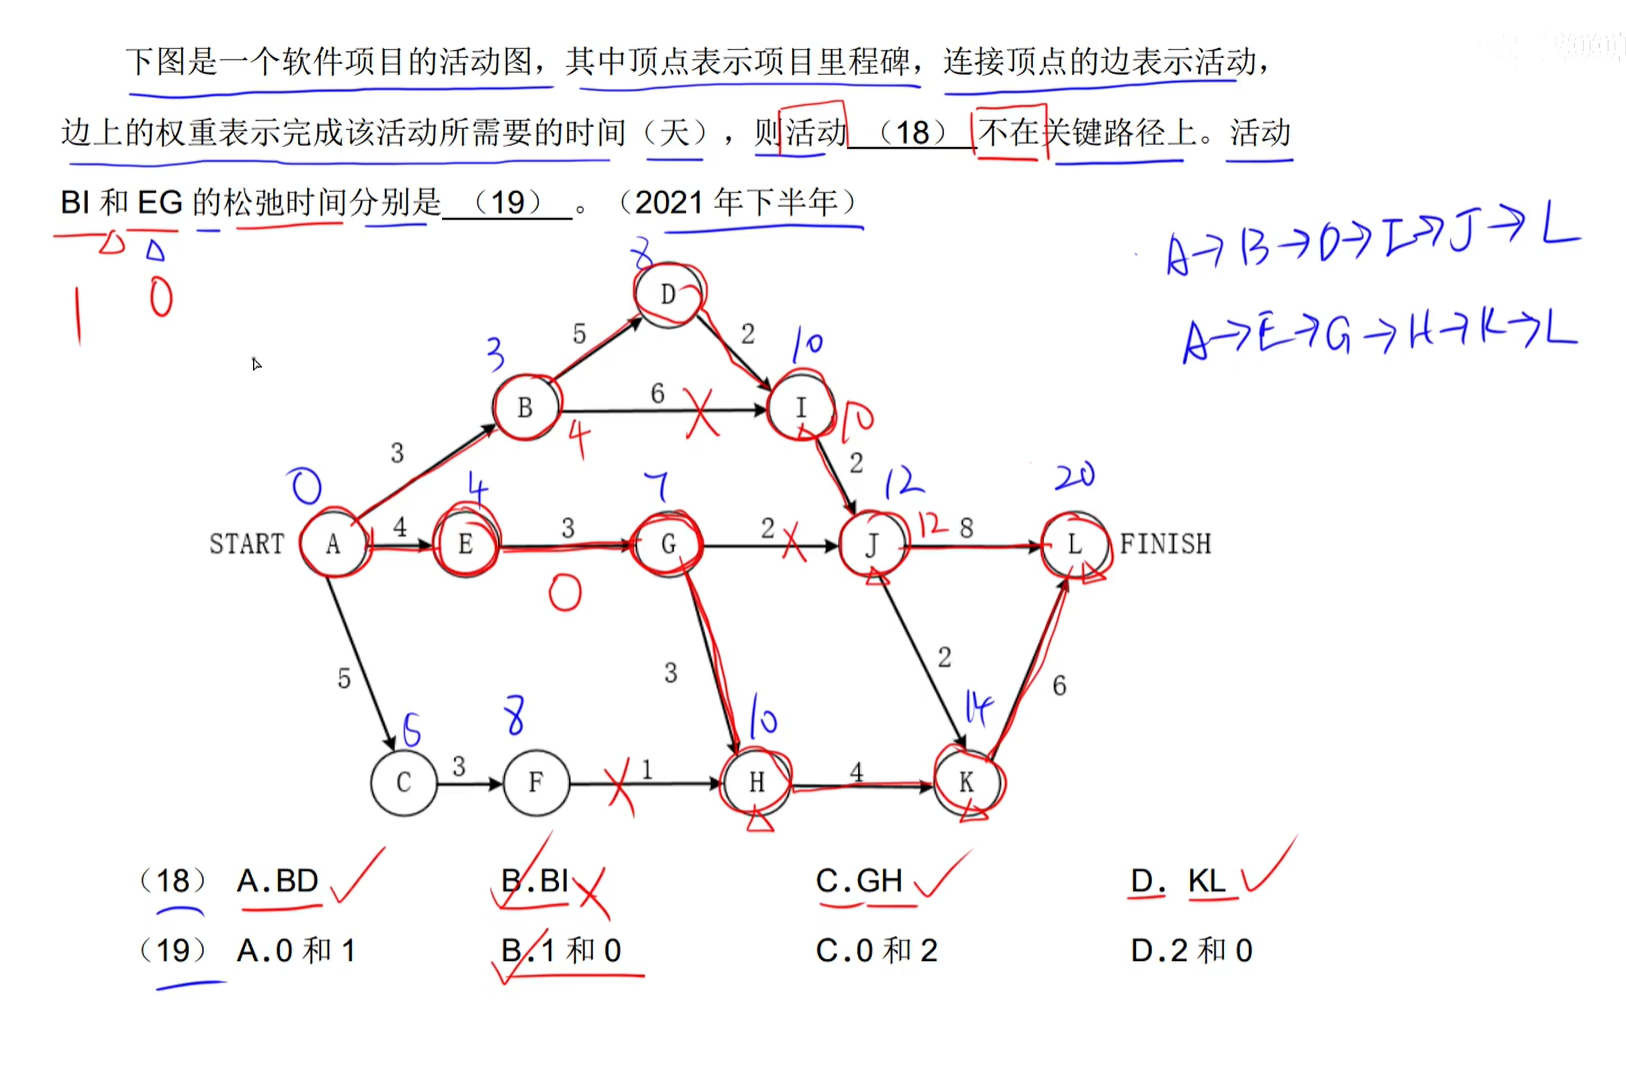 下图是一个软件项目的活动图，其中顶点表示项目里程碑，连接顶点的边表示活动，
边上的权重表示完成该活动所需要的时间（天），则活动 （18） 不在关键路径上。活动
BI 和 EG 的松弛时间分别是 （19） 。（2021 年下半年）
A→B→D→I→J→L
1 0
8
D
A→E→G→H→K→L
5 2
3 10
B 6 I 10
4
3 2
0 4 7 12 20
START A 4 E 3 G 2 J 12 8 L FINISH
0
5 3 2 6
8 10 14
C 3 F 1 H 4 K
（18） A.BD B.BI C.GH D. KL
（19） A.0 和 1 B.1 和 0 C.0 和 2 D.2 和 0